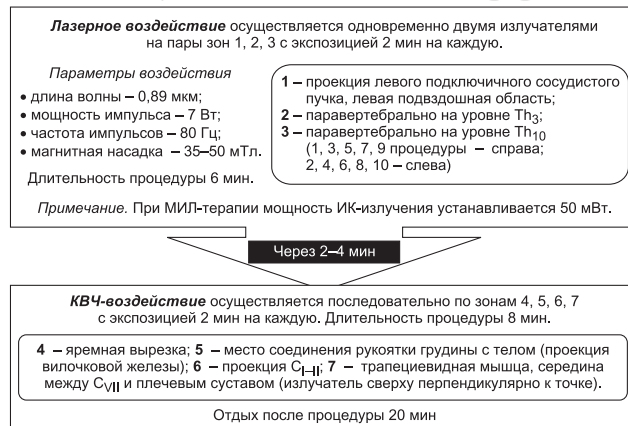 Лазерное воздействие осуществляется одновременно двумя излучателями
на пары зон 1, 2, 3 с экспозицией 2 мин на каждую.
Параметры воздействия
• длина волны – 0,89 мкм;
• мощность импульса – 7 Вт;
• частота импульсов – 80 Гц;
• магнитная насадка – 35–50 мТл.
Длительность процедуры 6 мин.
1 – проекция левого подключичного сосудистого
пучка, левая подвздошная область;
2 – паравертебрально на уровне Th3;
3 – паравертебрально на уровне Th10
(1, 3, 5, 7, 9 процедуры – справа;
2, 4, 6, 8, 10 – слева)
Примечание. При МИЛ-терапии мощность ИК-излучения устанавливается 50 мВт.
Через 2–4 мин
КВЧ-воздействие осуществляется последовательно по зонам 4, 5, 6, 7
с экспозицией 2 мин на каждую. Длительность процедуры 8 мин.
4 – яремная вырезка; 5 – место соединения рукоятки грудины с телом (проекция
вилочковой железы); 6 – проекция CI–II; 7 – трапециевидная мышца, середина
между CVII и плечевым суставом (излучатель сверху перпендикулярно к точке).
Отдых после процедуры 20 мин